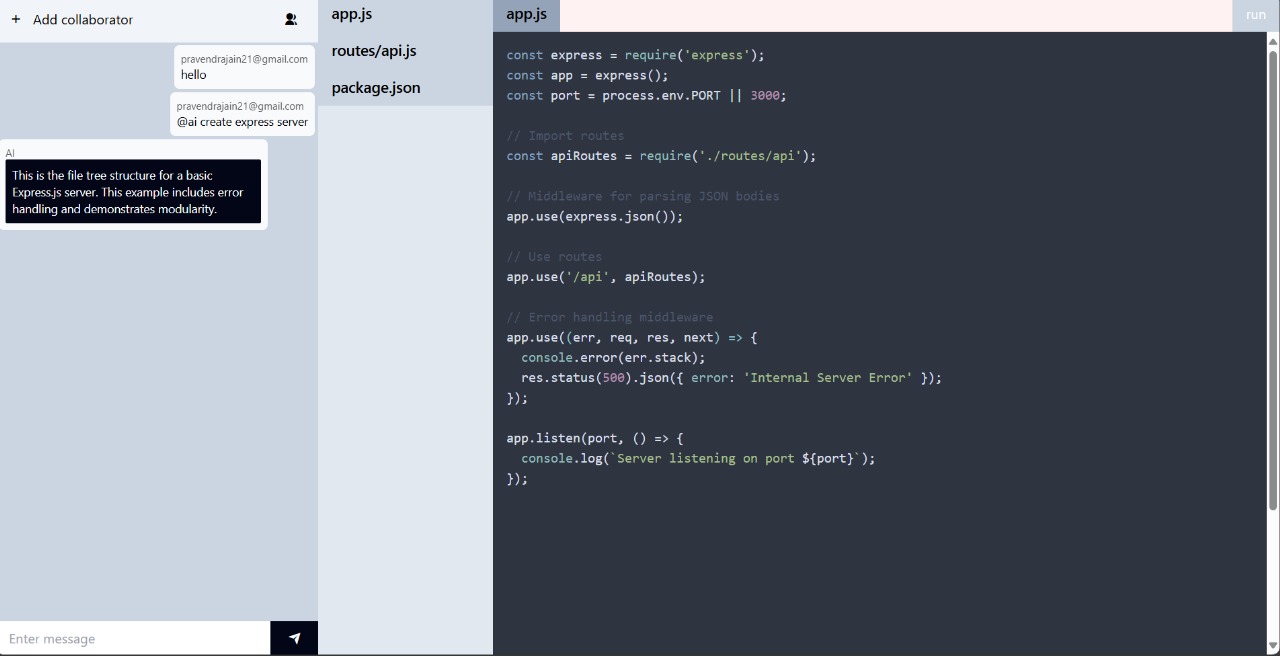 + Add collaborator
pravendrajain21@gmail.com
hello
pravendrajain21@gmail.com
@ai create express server
AI
This is the file tree structure for a basic
Express.js server. This example includes error
handling and demonstrates modularity.
Enter message
app.js
routes/api.js
package.json
app.js
run
const express = require('express');
const app = express();
const port = process.env.PORT || 3000;
// Import routes
const apiRoutes = require('./routes/api');
// Middleware for parsing JSON bodies
app.use(express.json());
// Use routes
app.use('/api', apiRoutes);
// Error handling middleware
app.use((err, req, res, next) => {
  console.error(err.stack);
  res.status(500).json({ error: 'Internal Server Error' });
});
app.listen(port, () => {
  console.log(`Server listening on port ${port}`);
});